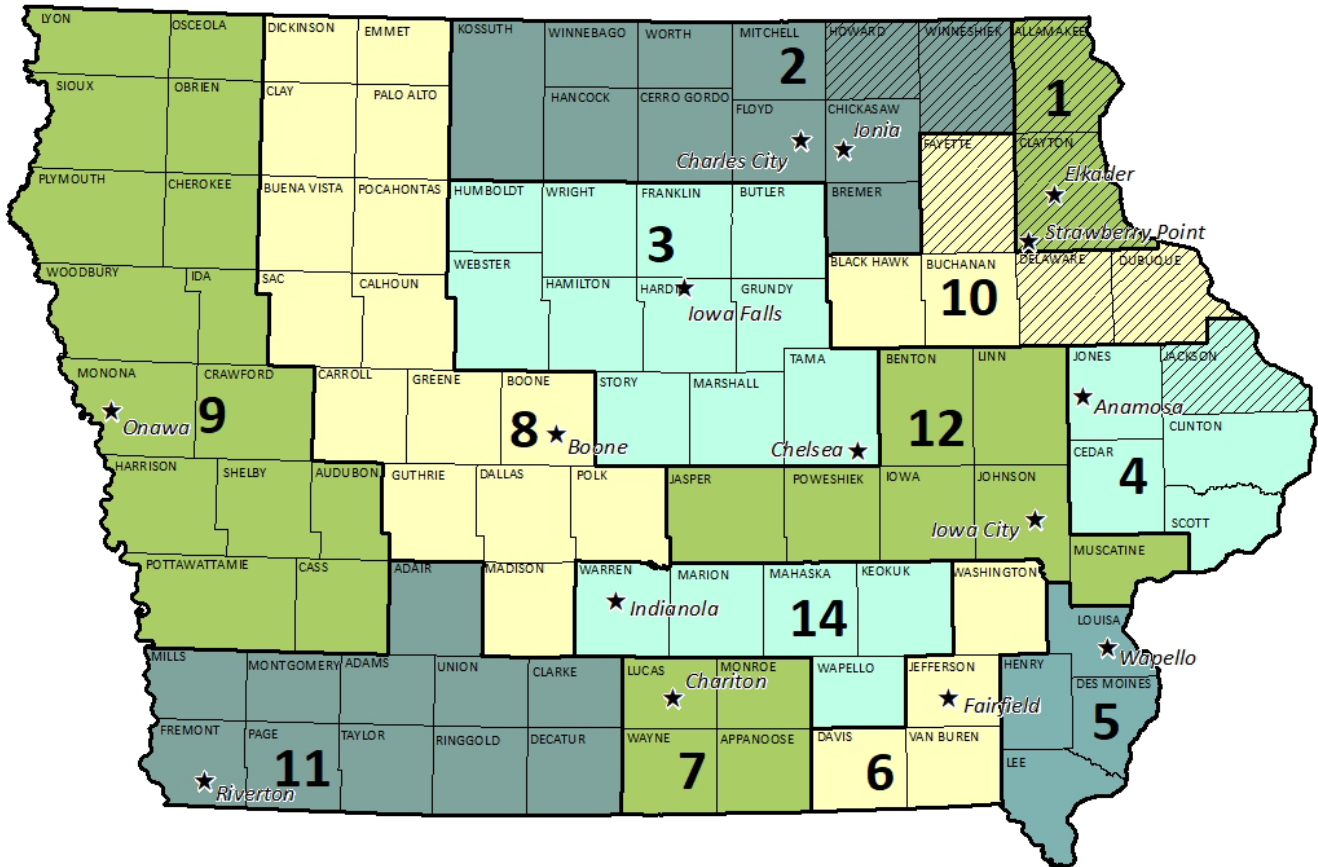 LYON
OSCEOLA
DICKINSON
EMMET
KOSSUTH
WINNEBAGO
WORTH
MITCHELL
HOWARD
WINNESHIEK
ALLAMAKEE
2
1
SIOUX
OBRIEN
CLAY
PALO ALTO
HANCOCK
CERRO GORDO
FLOYD
CHICKASAW
Ionia
Charles City
FAYETTE
CLAYTON
Elkader
PLYMOUTH
CHEROKEE
BUENA VISTA
POCAHONTAS
HUMBOLDT
WRIGHT
FRANKLIN
BUTLER
BREMER
3
Strawberry Point
WOODBURY
IDA
SAC
CALHOUN
WEBSTER
HAMILTON
HARDIN
GRUNDY
BLACK HAWK
BUCHANAN
DELAWARE
DUBUQUE
10
Iowa Falls
MONONA
CRAWFORD
CARROLL
GREENE
BOONE
STORY
MARSHALL
TAMA
BENTON
LINN
JONES
JACKSON
Onawa
9
8
Boone
Chelsea
12
Anamosa
CLINTON
CEDAR
4
HARRISON
SHELBY
AUDUBON
GUTHRIE
DALLAS
POLK
JASPER
POWESHIEK
IOWA
JOHNSON
Iowa City
SCOTT
MUSCATINE
POTTAWATTAMIE
CASS
ADAIR
MADISON
WARREN
MARION
MAHASKA
KEOKUK
WASHINGTON
Indianola
14
LOUISA
Wapello
MILLS
MONTGOMERY
ADAMS
UNION
CLARKE
LUCAS
MONROE
WAPELLO
JEFFERSON
HENRY
Chariton
Fairfield
DES MOINES
5
FREMONT
PAGE
TAYLOR
RINGGOLD
DECATUR
WAYNE
APPANOOSE
DAVIS
VAN BUREN
LEE
11
7
6
Riverton